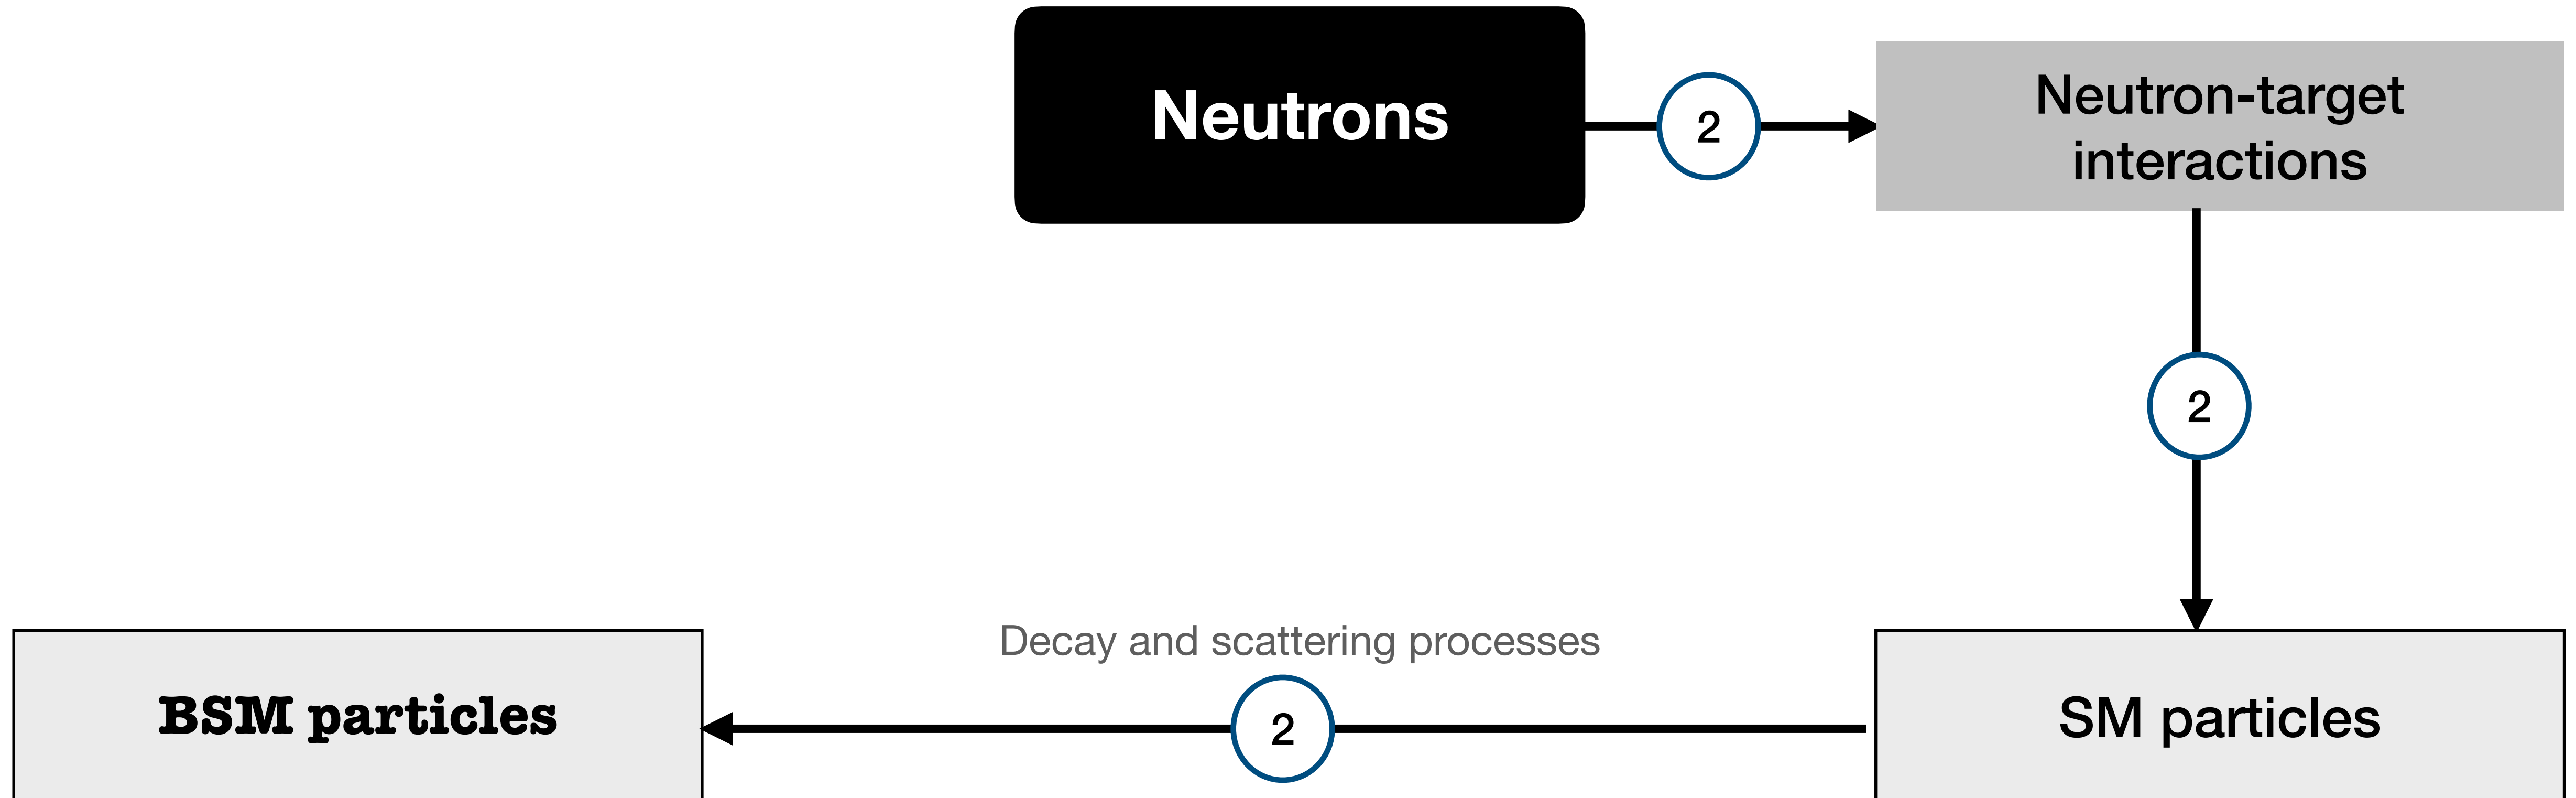 Neutrons
2
Neutron-target
interactions
2
Decay and scattering processes
BSM particles
2
SM particles